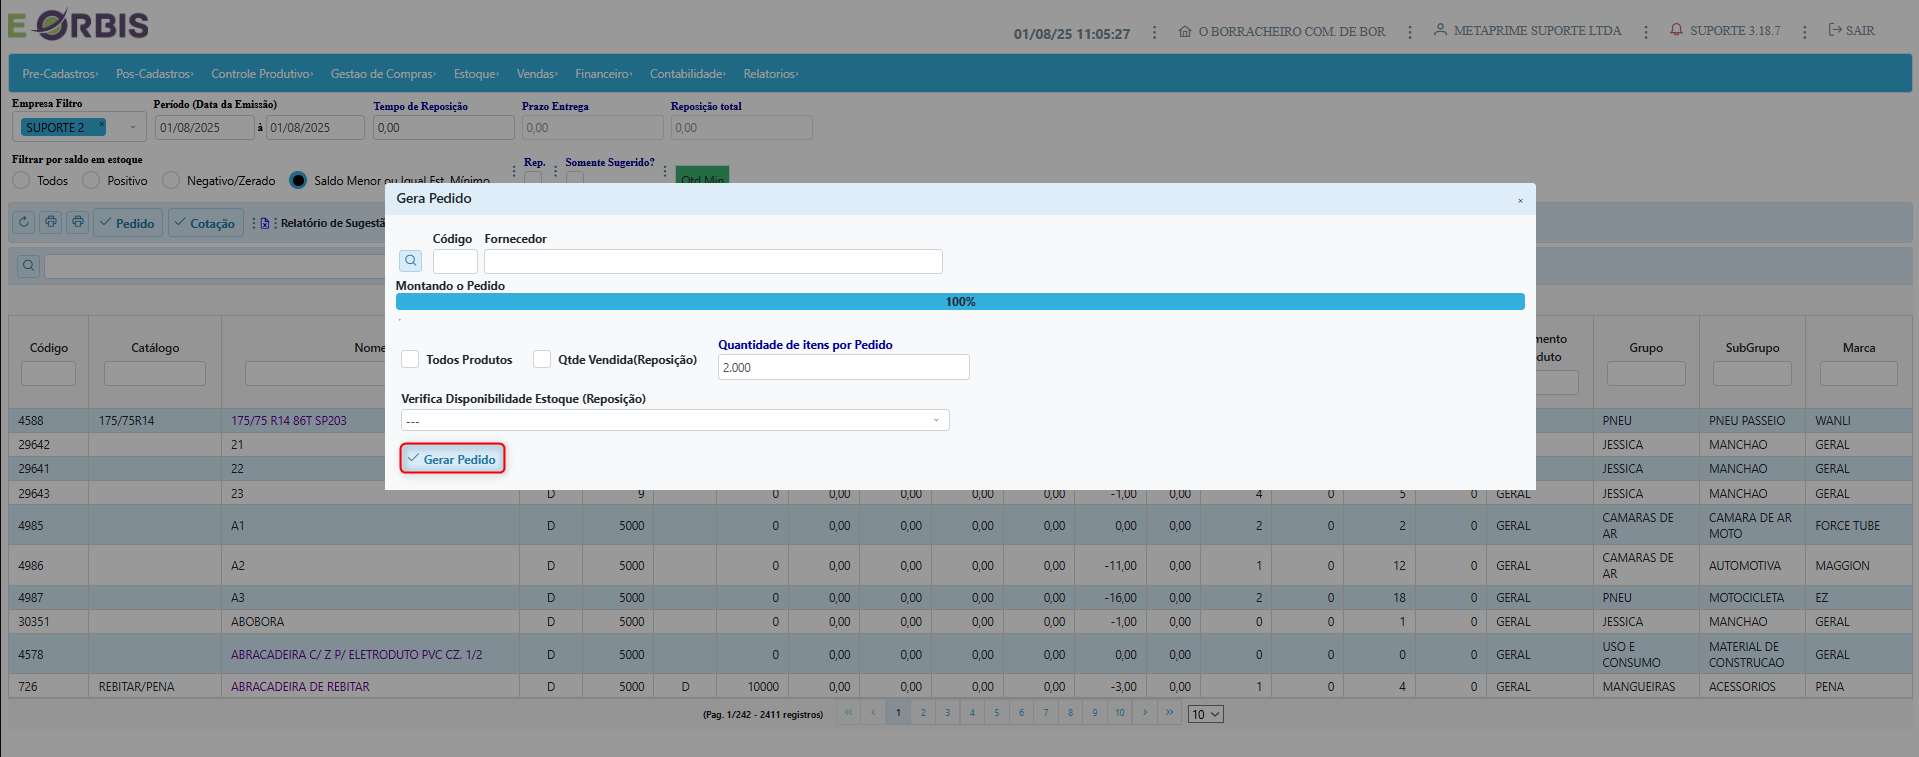 E ORBIS
01/08/25 11:05:27
O BORRACHEIRO COM. DE BOR
METAPRIME SUPORTE LTDA
SUPORTE 3.18.7
SAIR
Pre-Cadastros
Pos-Cadastros
Controle Produtivo
Gestao de Compras
Estoque
Vendas
Financeiro
Contabilidade
Relatorios
Empresa Filtro
Período (Data da Emissão)
Tempo de Reposição
Prazo Entrega
Reposição total
SUPORTE 2
01/08/2025 à 01/08/2025
0,00
0,00
0,00
Filtrar por saldo em estoque
Rep.
Somente Sugerido?
Todos
Positivo
Negativo/Zerado
Saldo Menor ou Igual Est. Mínimo
Qtd Min
Pedido
Cotação
Relatório de Sugestã
Gera Pedido
Código
Fornecedor
Montando o Pedido
100%
Todos Produtos
Qtde Vendida(Reposição)
Quantidade de itens por Pedido
2.000
Verifica Disponibilidade Estoque (Reposição)
---
Gerar Pedido
Código Catálogo Nome mento duto Grupo SubGrupo Marca
4588 175/75R14 175/75 R14 86T SP203 PNEU PNEU PASSEIO WANLI
29642 21 JESSICA MANCHAO GERAL
29641 22 JESSICA MANCHAO GERAL
29643 23 D 9 0 0,00 0,00 0,00 0,00 -1,00 0,00 4 0 5 0 GERAL JESSICA MANCHAO GERAL
4985 A1 D 5000 0 0,00 0,00 0,00 0,00 0,00 0,00 2 0 2 0 GERAL CAMARAS DE AR CAMARA DE AR MOTO FORCE TUBE
4986 A2 D 5000 0 0,00 0,00 0,00 0,00 -11,00 0,00 1 0 12 0 GERAL CAMARAS DE AR AUTOMOTIVA MAGGION
4987 A3 D 5000 0 0,00 0,00 0,00 0,00 -16,00 0,00 2 0 18 0 GERAL PNEU MOTOCICLETA EZ
30351 ABOBORA D 5000 0 0,00 0,00 0,00 0,00 -1,00 0,00 0 0 1 0 GERAL JESSICA MANCHAO GERAL
4578 ABRACADEIRA C/ Z P/ ELETRODUTO PVC CZ. 1/2 D 5000 0 0,00 0,00 0,00 0,00 0,00 0,00 0 0 0 0 GERAL USO E CONSUMO MATERIAL DE CONSTRUCAO GERAL
726 REBITAR/PENA ABRACADEIRA DE REBITAR D 5000 D 10000 0,00 0,00 0,00 0,00 -3,00 0,00 1 0 4 0 GERAL MANGUEIRAS ACESSORIOS PENA
(Pag. 1/242 - 2411 registros) 1 2 3 4 5 6 7 8 9 10 10